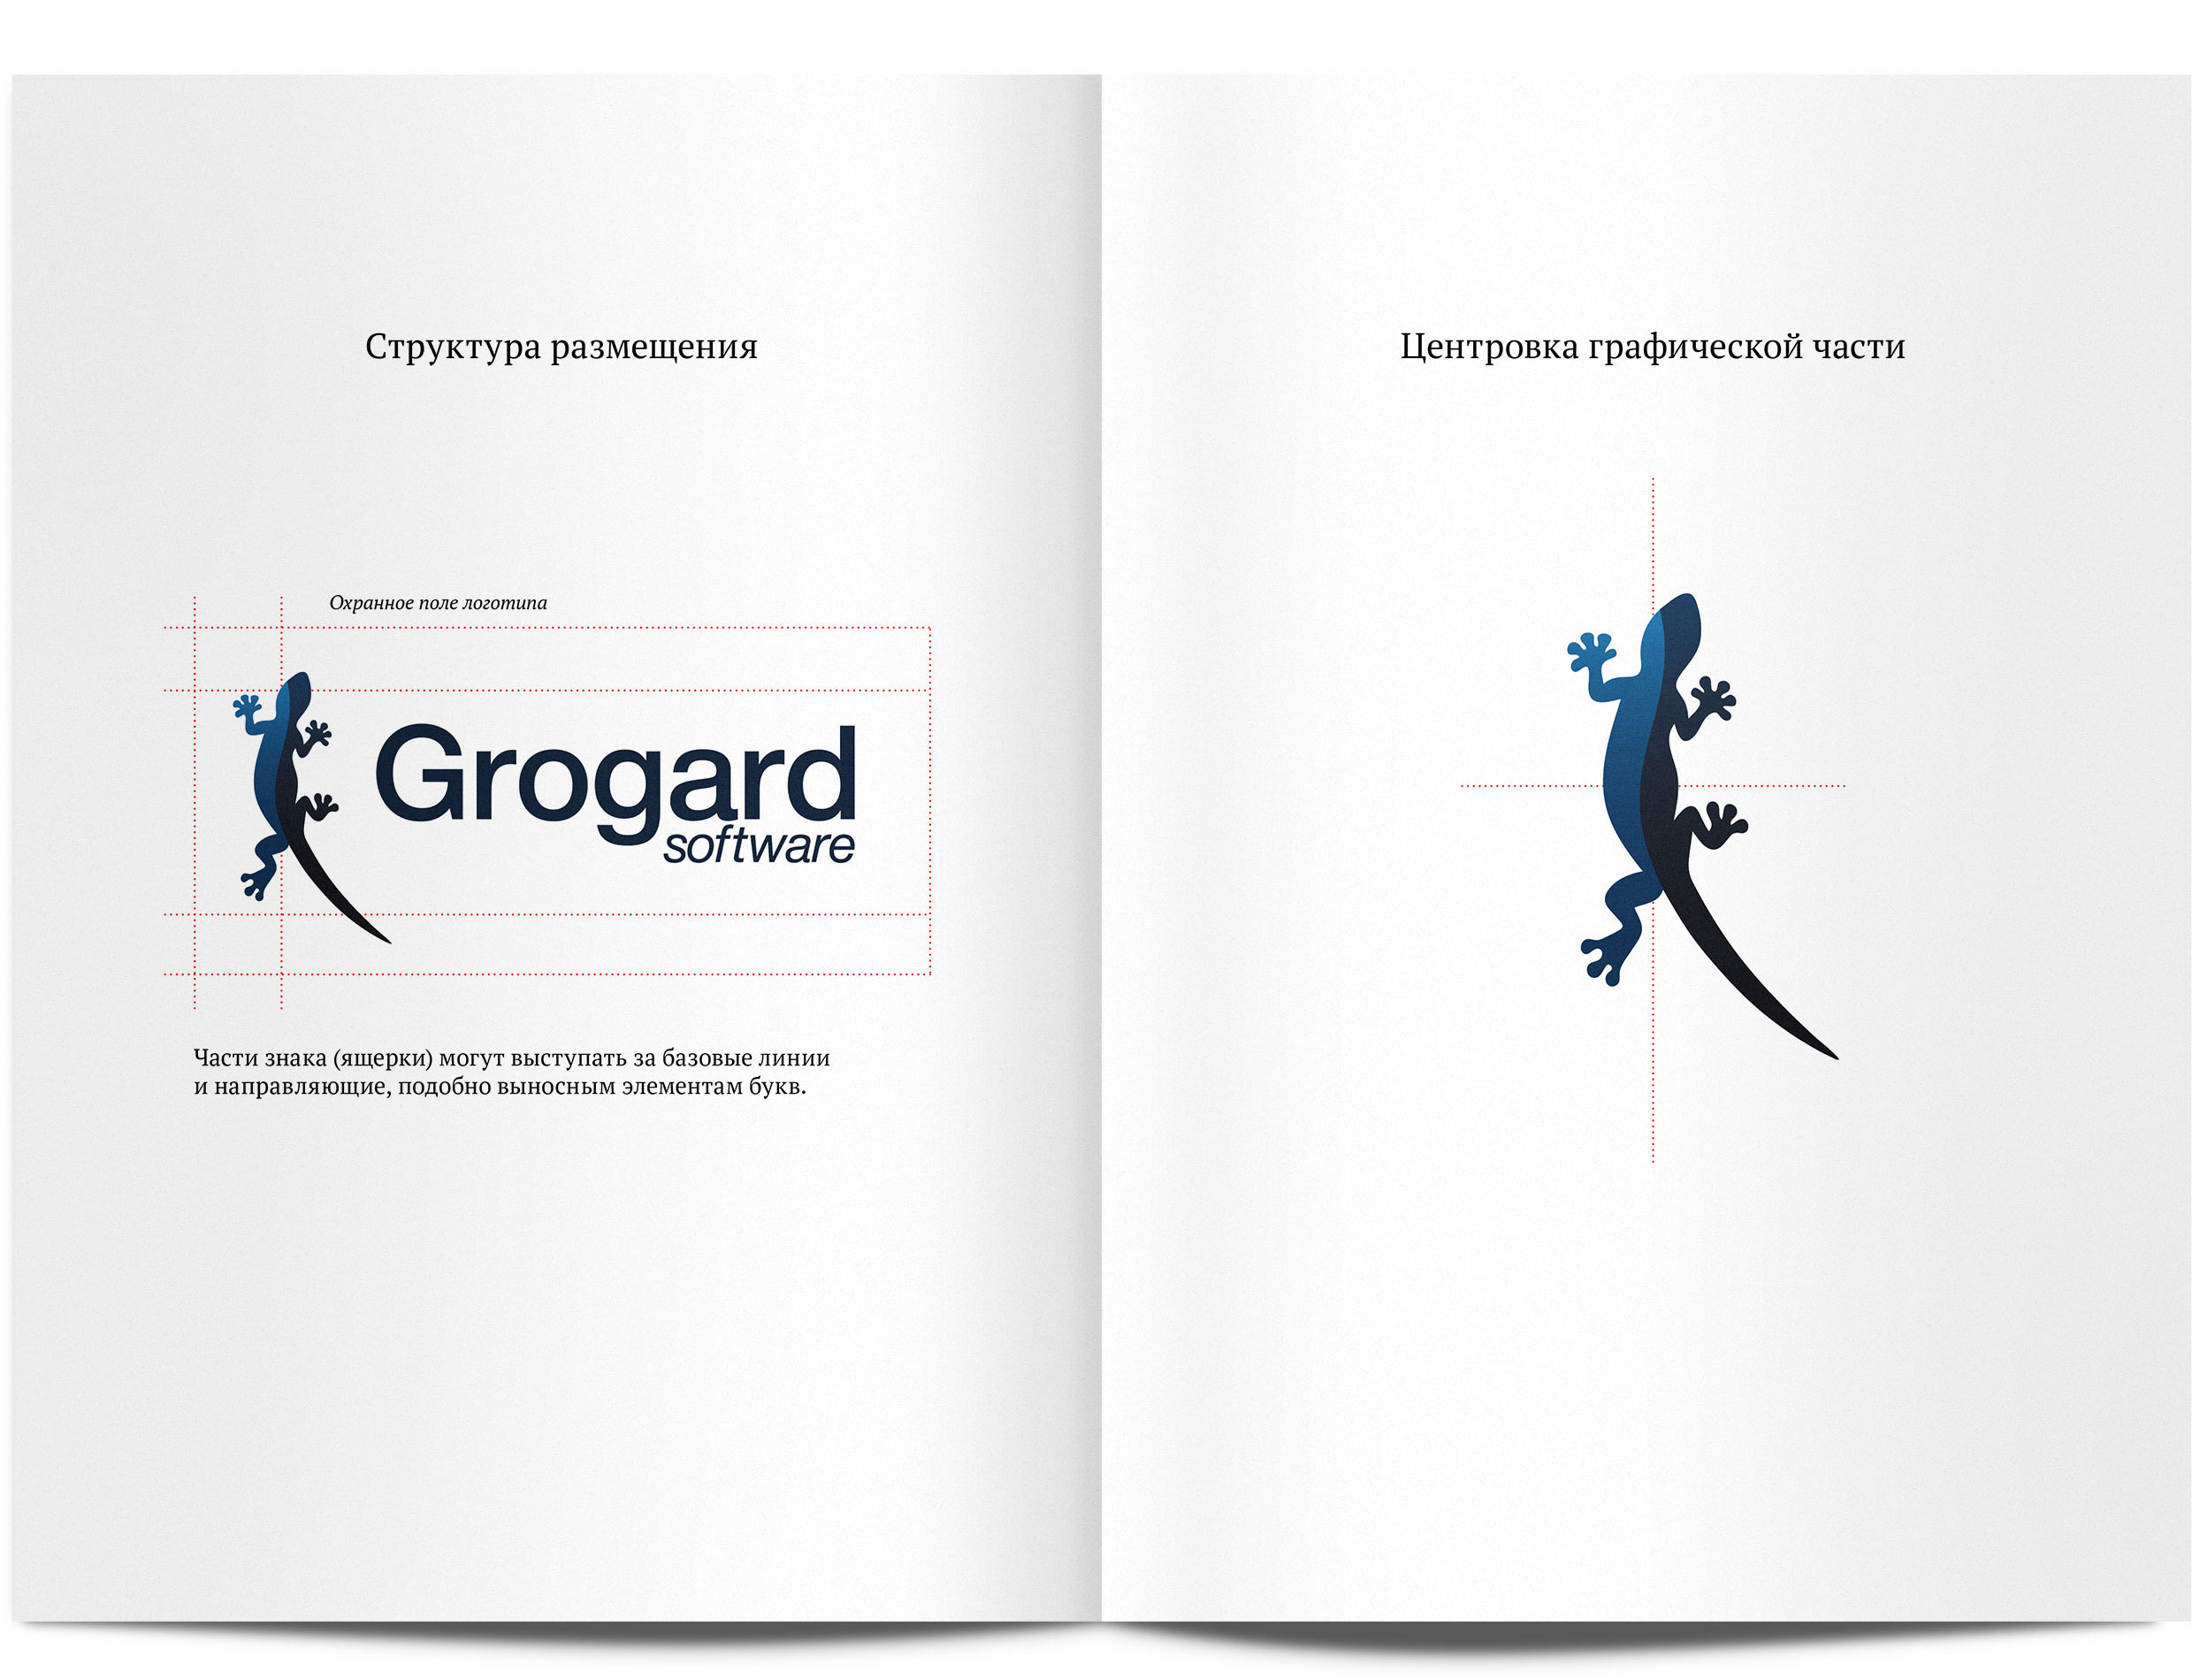 Структура размещения
Охранное поле логотипа
Grogard
software
Части знака (ящерки) могут выступать за базовые линии
и направляющие, подобно выносным элементам букв.
Центровка графической части